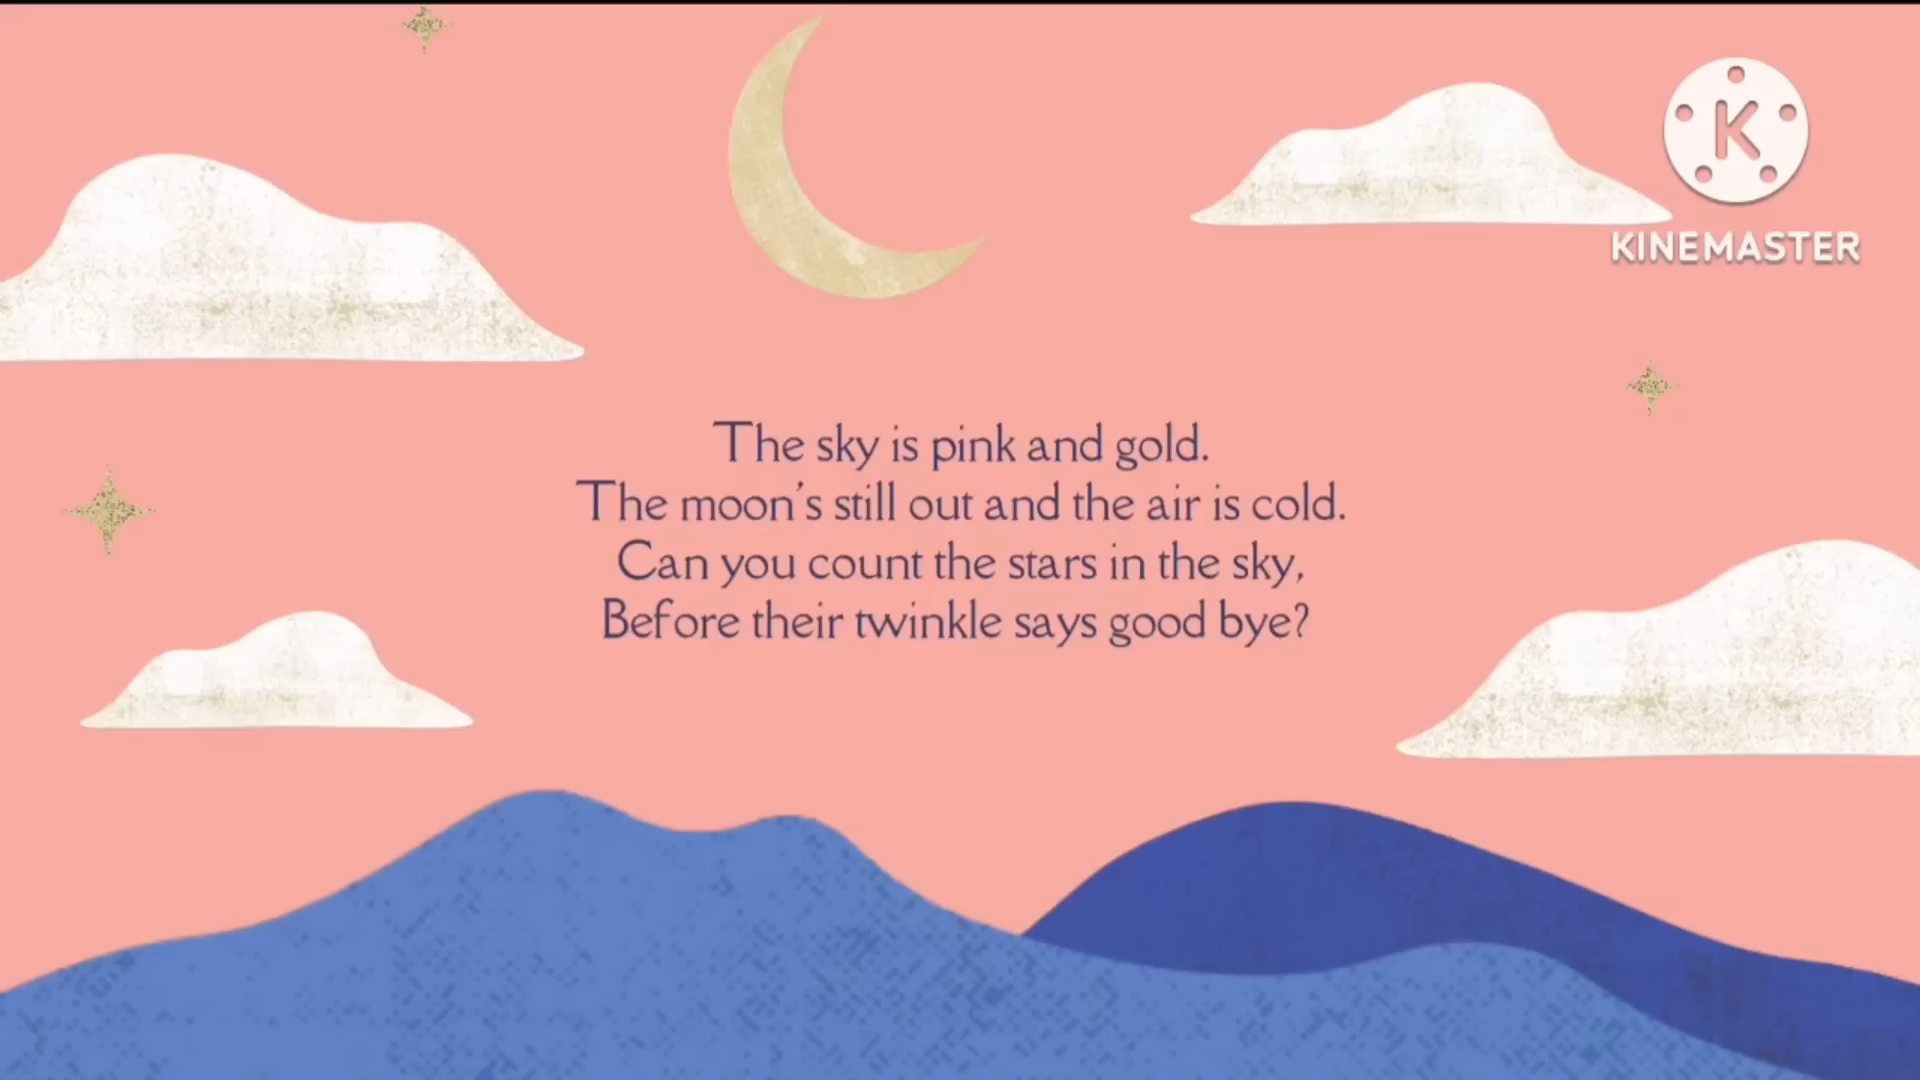 K
KINEMASTER
The sky is pink and gold.
The moon's still out and the air is cold.
Can you count the stars in the sky,
Before their twinkle says good bye?